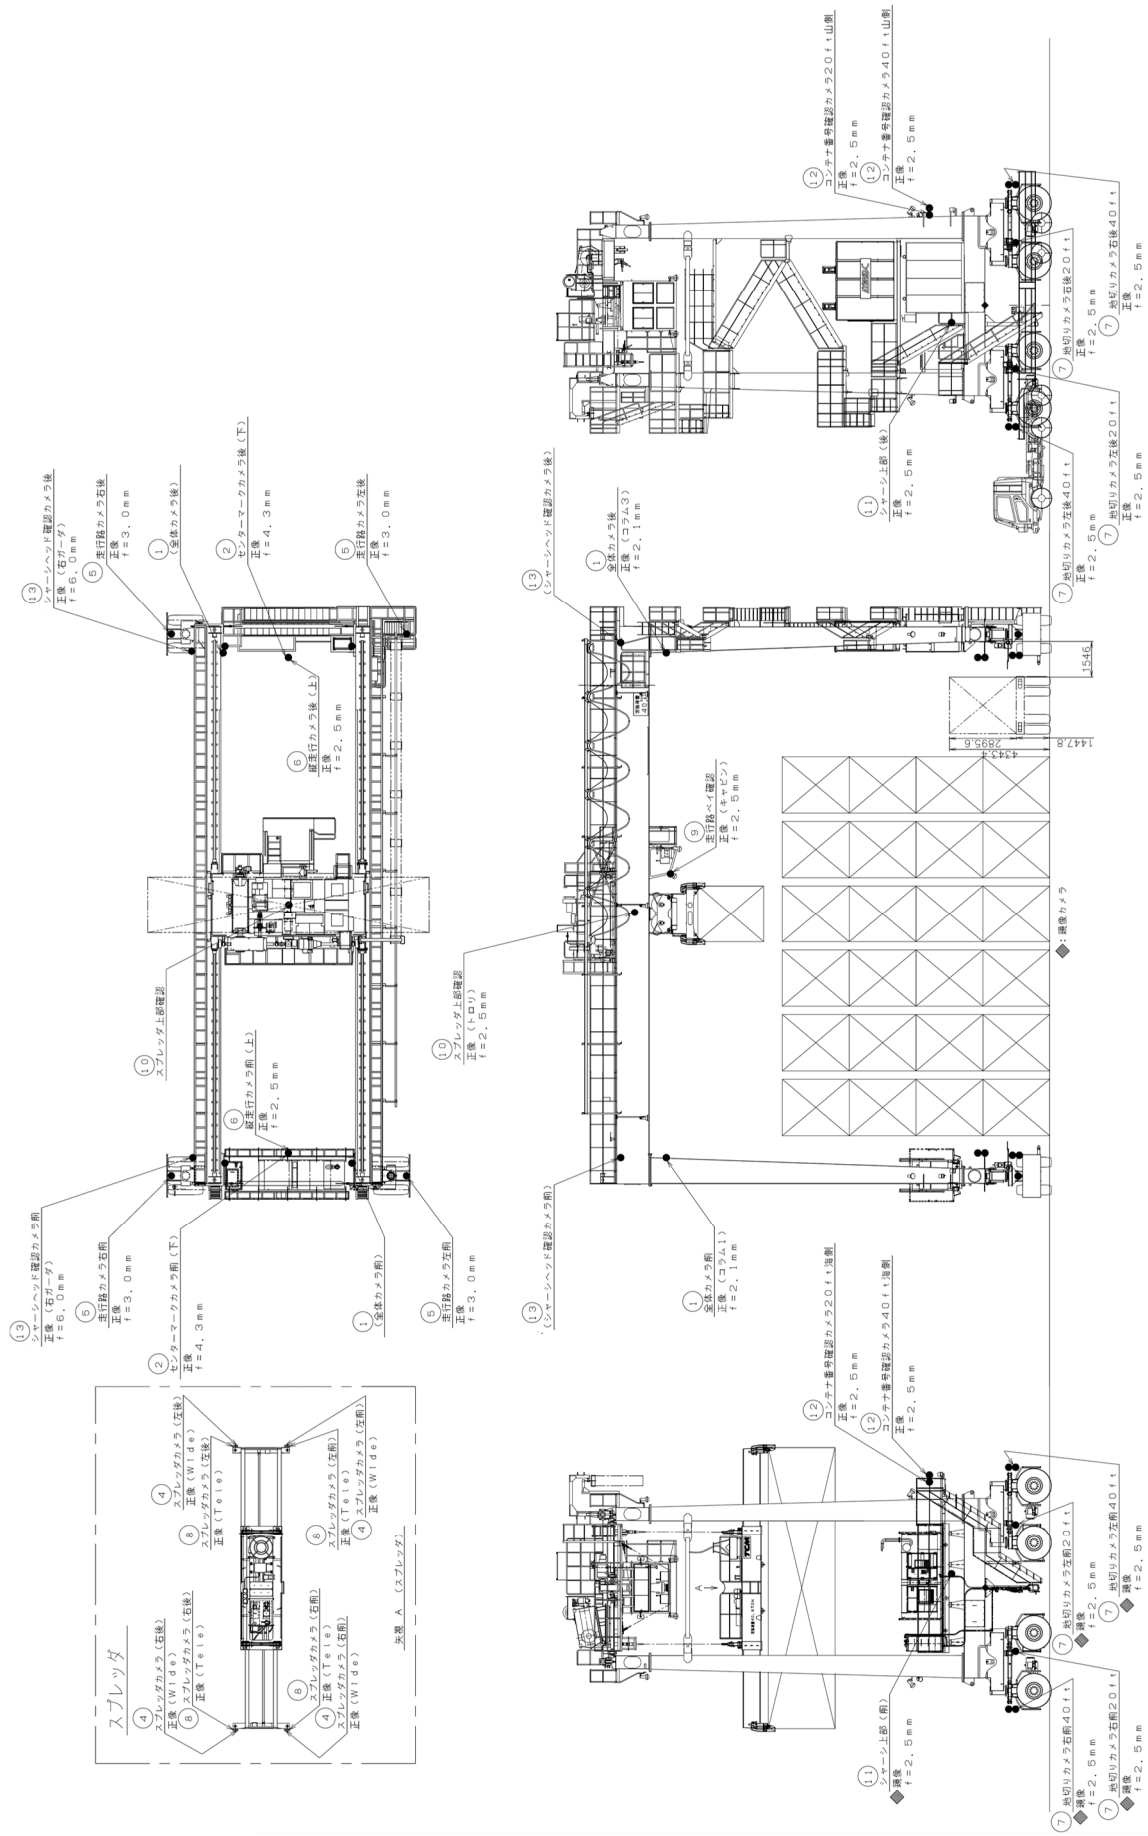 スプレッダ
④
スプレッダカメラ(右後)
正像(Wide)
⑧
スプレッダカメラ(右後)
正像(Tele)
④
スプレッダカメラ(左後)
正像(Wide)
⑧
スプレッダカメラ(左後)
正像(Tele)
⑧
スプレッダカメラ(右前)
正像(Tele)
④
スプレッダカメラ(右前)
正像(Wide)
⑧
スプレッダカメラ(左前)
正像(Tele)
④
スプレッダカメラ(左前)
正像(Wide)
矢視 A (スプレッダ)
⑬
シャーシヘッド確認カメラ前
正像(右ガーダ)
f=6.0mm
⑤
走行路カメラ右前
正像
f=3.0mm
②
センターマークカメラ前(下)
正像
f=4.3mm
⑥
縦走行カメラ前(上)
正像
f=2.5mm
①
(全体カメラ前)
⑤
走行路カメラ左前
正像
f=3.0mm
⑩
スプレッダ上部確認
⑬
シャーシヘッド確認カメラ後
正像(右ガーダ)
f=6.0mm
⑤
走行路カメラ右後
正像
f=3.0mm
①
(全体カメラ後)
②
センターマークカメラ後(下)
正像
f=4.3mm
⑥
縦走行カメラ後(上)
正像
f=2.5mm
⑤
走行路カメラ左後
正像
f=3.0mm
A
TCM
⑫
コンテナ番号確認カメラ20ft海側
正像
f=2.5mm
⑫
コンテナ番号確認カメラ40ft海側
正像
f=2.5mm
⑪
シャーシ上部(前)
鏡像
f=2.5mm
⑦
地切りカメラ右前40ft
鏡像
f=2.5mm
⑦
地切りカメラ右前20ft
鏡像
f=2.5mm
⑦
地切りカメラ左前20ft
鏡像
f=2.5mm
⑦
地切りカメラ左前40ft
鏡像
f=2.5mm
⑬
(シャーシヘッド確認カメラ前)
①
全体カメラ前
正像(コラム1)
f=2.1mm
⑩
スプレッダ上部確認
正像(トロリ)
f=2.5mm
⑨
走行路ベイ確認
正像(キャビン)
f=2.5mm
⑬
(シャーシヘッド確認カメラ後)
①
全体カメラ後
正像(コラム3)
f=2.1mm
1546
2895.6
4343.4
1447.8
◆:鏡像カメラ
⑫
コンテナ番号確認カメラ20ft山側
正像
f=2.5mm
⑫
コンテナ番号確認カメラ40ft山側
正像
f=2.5mm
⑪
シャーシ上部(後)
正像
f=2.5mm
⑦
地切りカメラ左後40ft
正像
f=2.5mm
⑦
地切りカメラ左後20ft
正像
f=2.5mm
⑦
地切りカメラ右後20ft
正像
f=2.5mm
⑦
地切りカメラ右後40ft
正像
f=2.5mm